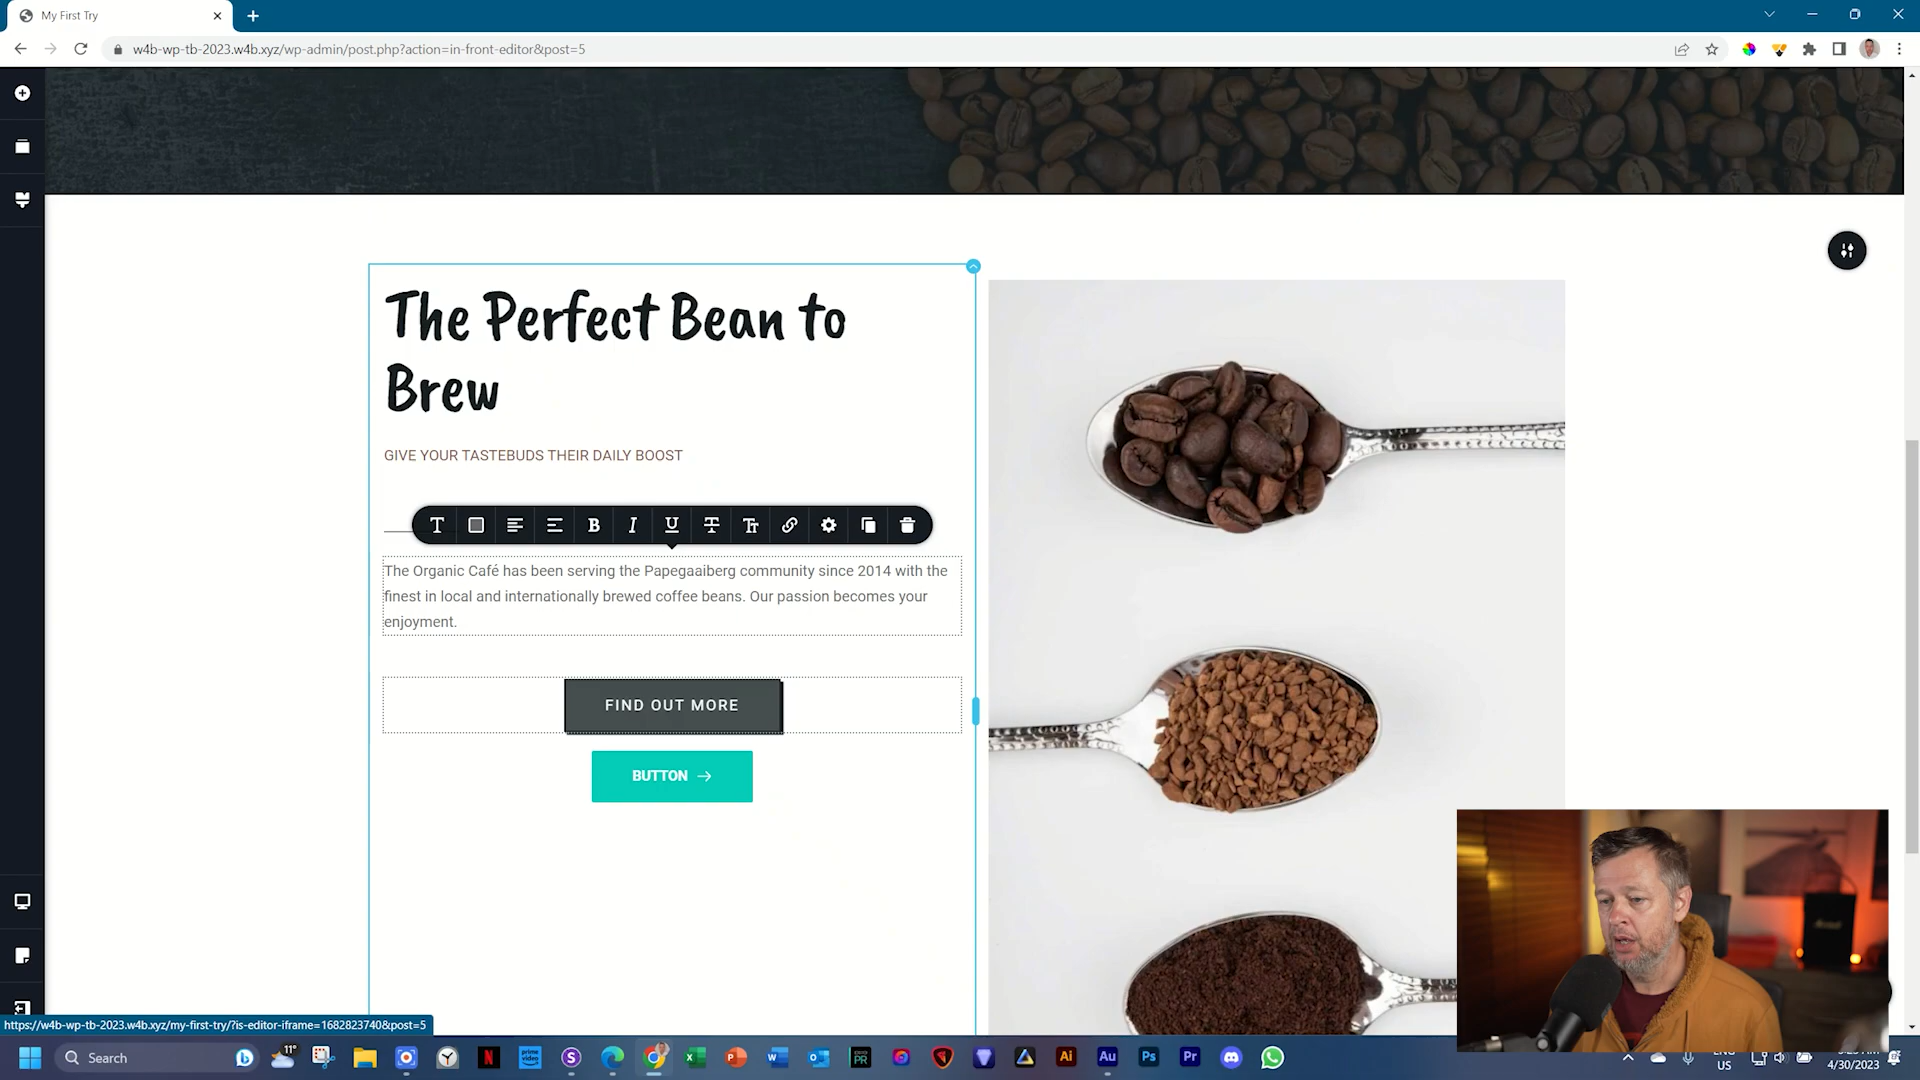 My First Try
w4b-wp-tb-2023.w4b.xyz/wp-admin/post.php?action=in-front-editor&post=5
The Perfect Bean to
Brew
GIVE YOUR TASTEBUDS THEIR DAILY BOOST
The Organic Café has been serving the Papegaaiberg community since 2014 with the
finest in local and internationally brewed coffee beans. Our passion becomes your
enjoyment.
FIND OUT MORE
BUTTON →
https://w4b-wp-tb-2023.w4b.xyz/my-first-try/?is-editor-iframe=1682823740&post=5
Search
11°
US
4/30/2023